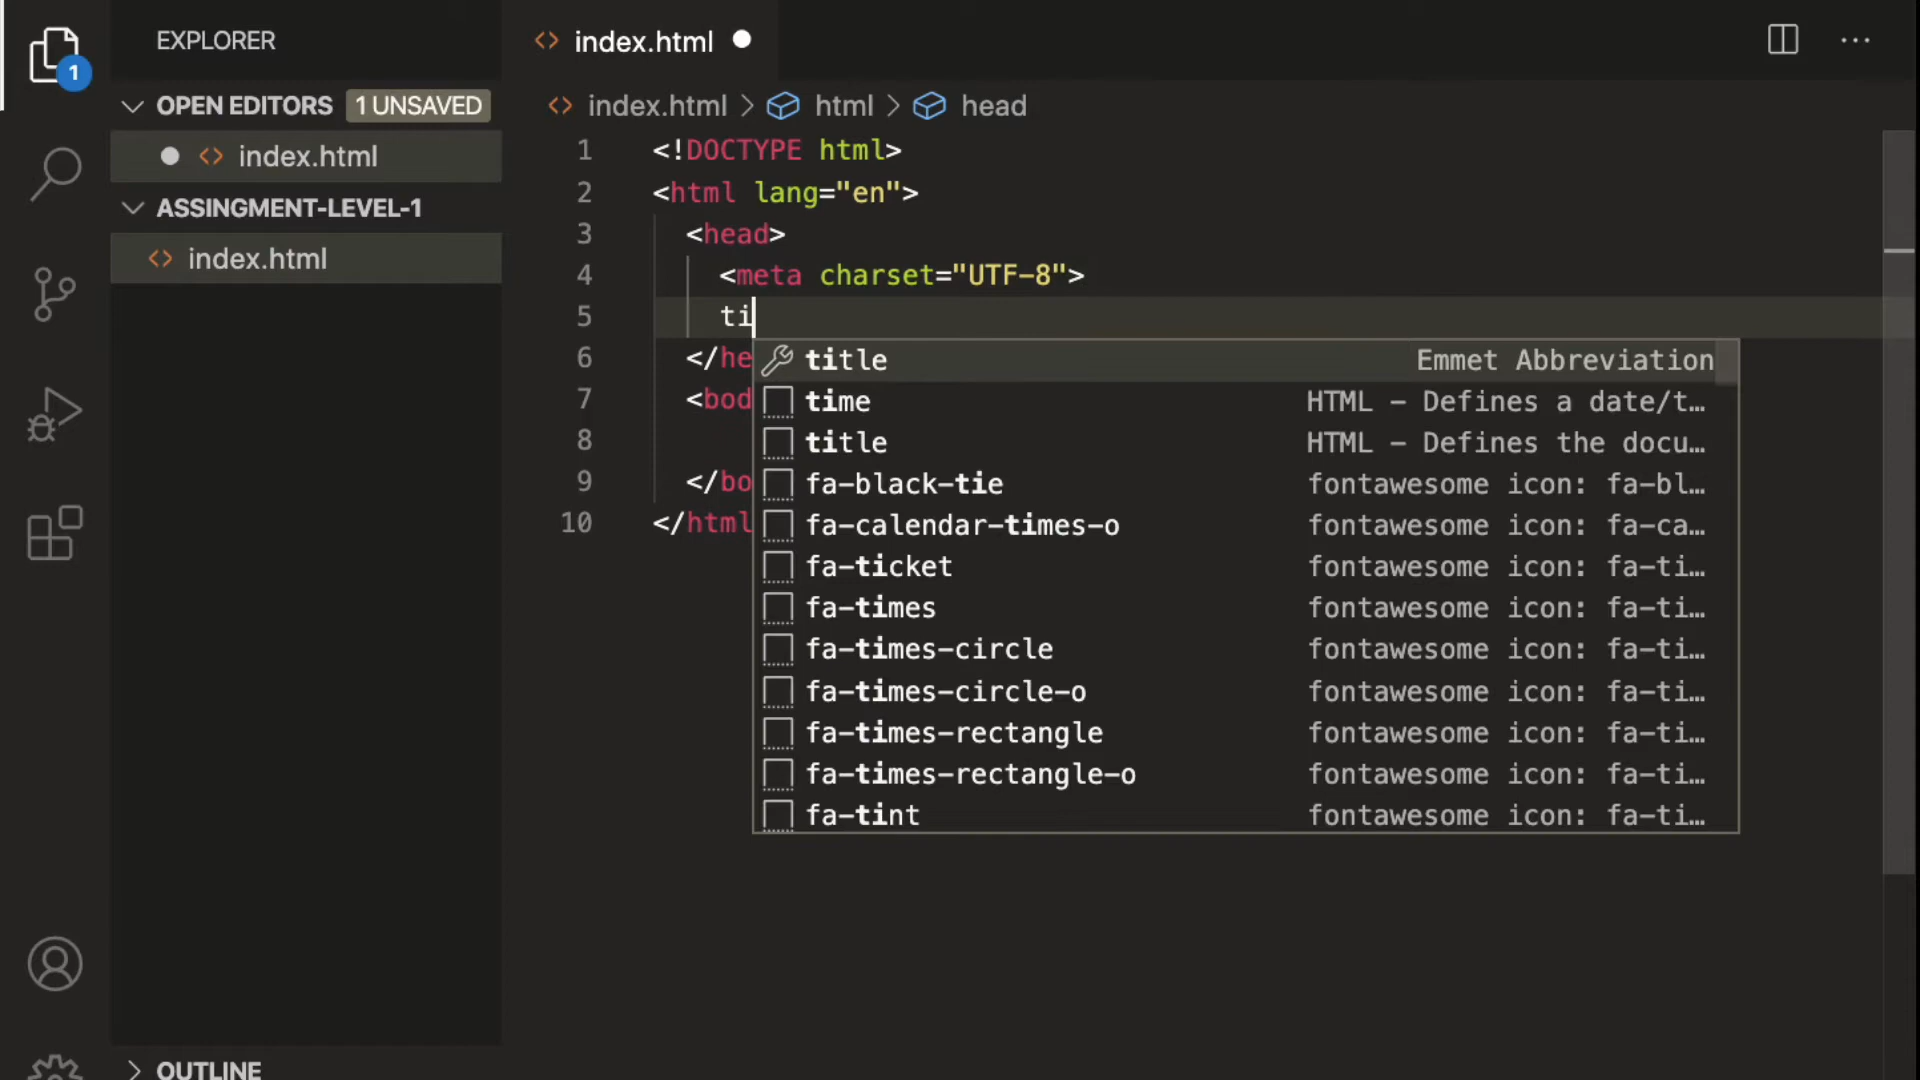 EXPLORER
OPEN EDITORS 1 UNSAVED
index.html
ASSINGMENT-LEVEL-1
index.html
OUTLINE
1
index.html
index.html > html > head
1 <!DOCTYPE html>
2 <html lang="en">
3 <head>
4 <meta charset="UTF-8">
5 ti
6 </he
7 <bod
8
9 </bo
10 </html
title Emmet Abbreviation
time HTML – Defines a date/t…
title HTML – Defines the docu…
fa-black-tie fontawesome icon: fa-bl…
fa-calendar-times-o fontawesome icon: fa-ca…
fa-ticket fontawesome icon: fa-ti…
fa-times fontawesome icon: fa-ti…
fa-times-circle fontawesome icon: fa-ti…
fa-times-circle-o fontawesome icon: fa-ti…
fa-times-rectangle fontawesome icon: fa-ti…
fa-times-rectangle-o fontawesome icon: fa-ti…
fa-tint fontawesome icon: fa-ti…